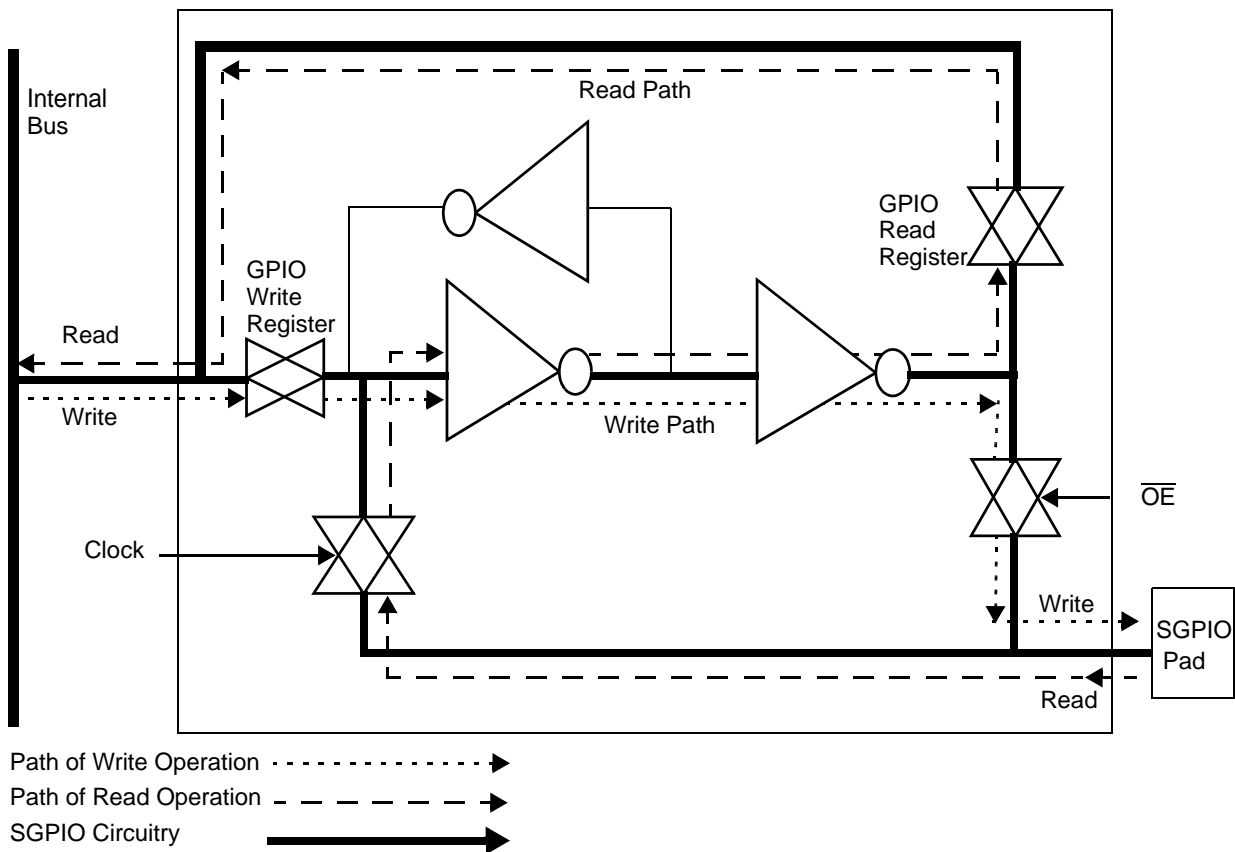 Internal
Bus
Read Path
GPIO
Read
Register
GPIO
Write
Register
Read
Write
Write Path
OE
Clock
Write
SGPIO
Pad
Read
Path of Write Operation
Path of Read Operation
SGPIO Circuitry